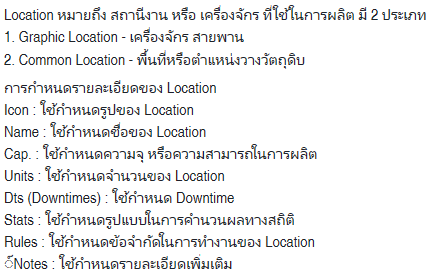 Location หมายถึง สถานีงาน หรือ เครื่องจักร ที่ใช้ในการผลิต มี 2 ประเภท
1. Graphic Location - เครื่องจักร สายพาน
2. Common Location - พื้นที่หรือตำแหน่งวางวัตถุดิบ
การกำหนดรายละเอียดของ Location
Icon : ใช้กำหนดรูปของ Location
Name : ใช้กำหนดชื่อของ Location
Cap. : ใช้กำหนดความจุ หรือความสามารถในการผลิต
Units : ใช้กำหนดจำนวนของ Location
Dts (Downtimes) : ใช้กำหนด Downtime
Stats : ใช้กำหนดรูปแบบในการคำนวนผลทางสถิติ
Rules : ใช้กำหนดข้อจำกัดในการทำงานของ Location
์Notes : ใช้กำหนดรายละเอียดเพิ่มเติม